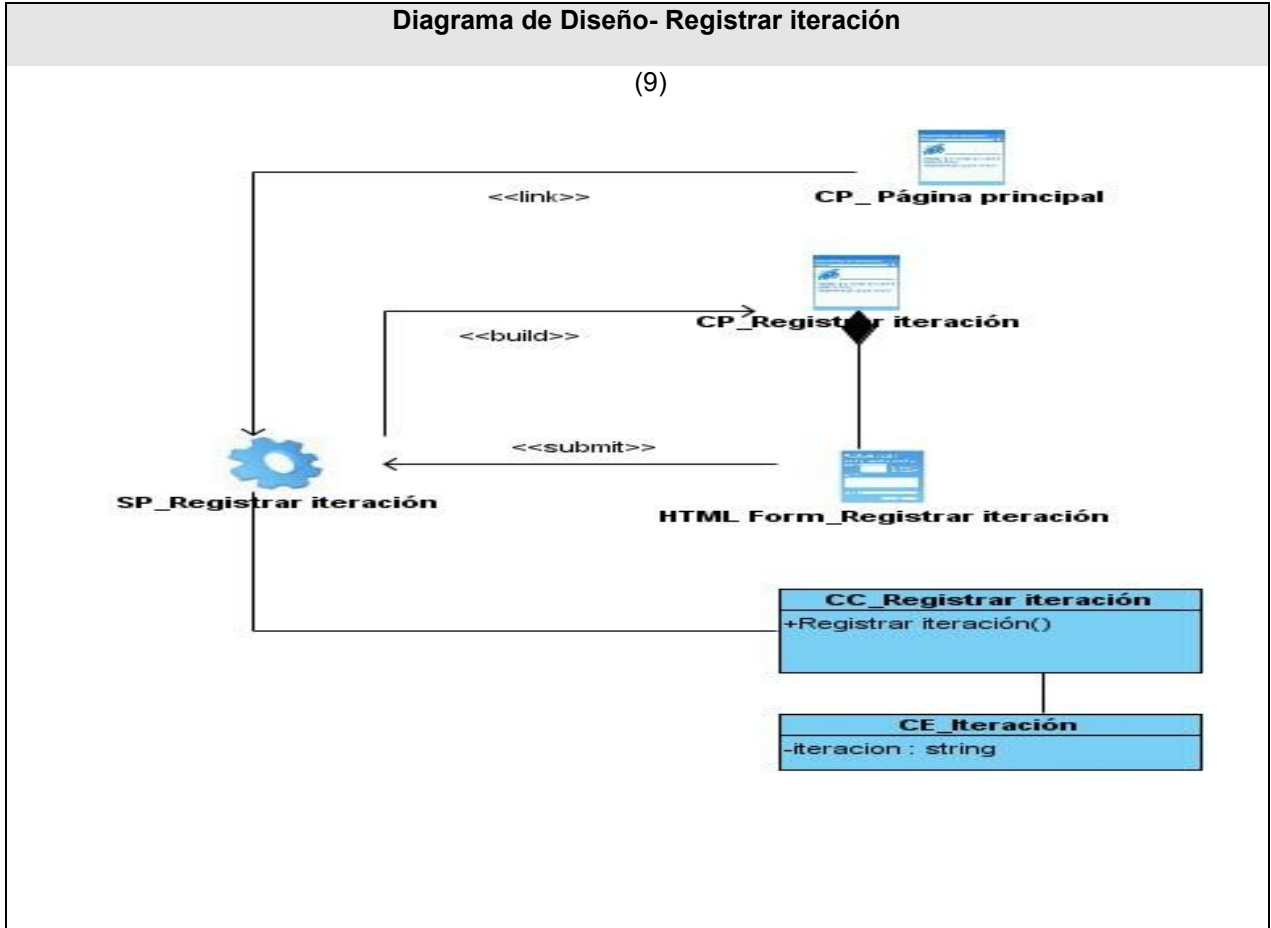 Diagrama de Diseño- Registrar iteración
(9)
CP_ Página principal
<<link>>
CP_Registrar iteración
<<build>>
<<submit>>
SP_Registrar iteración
HTML Form_Registrar iteración
CC_Registrar iteración
+Registrar iteración()
CE_Iteración
-iteracion : string